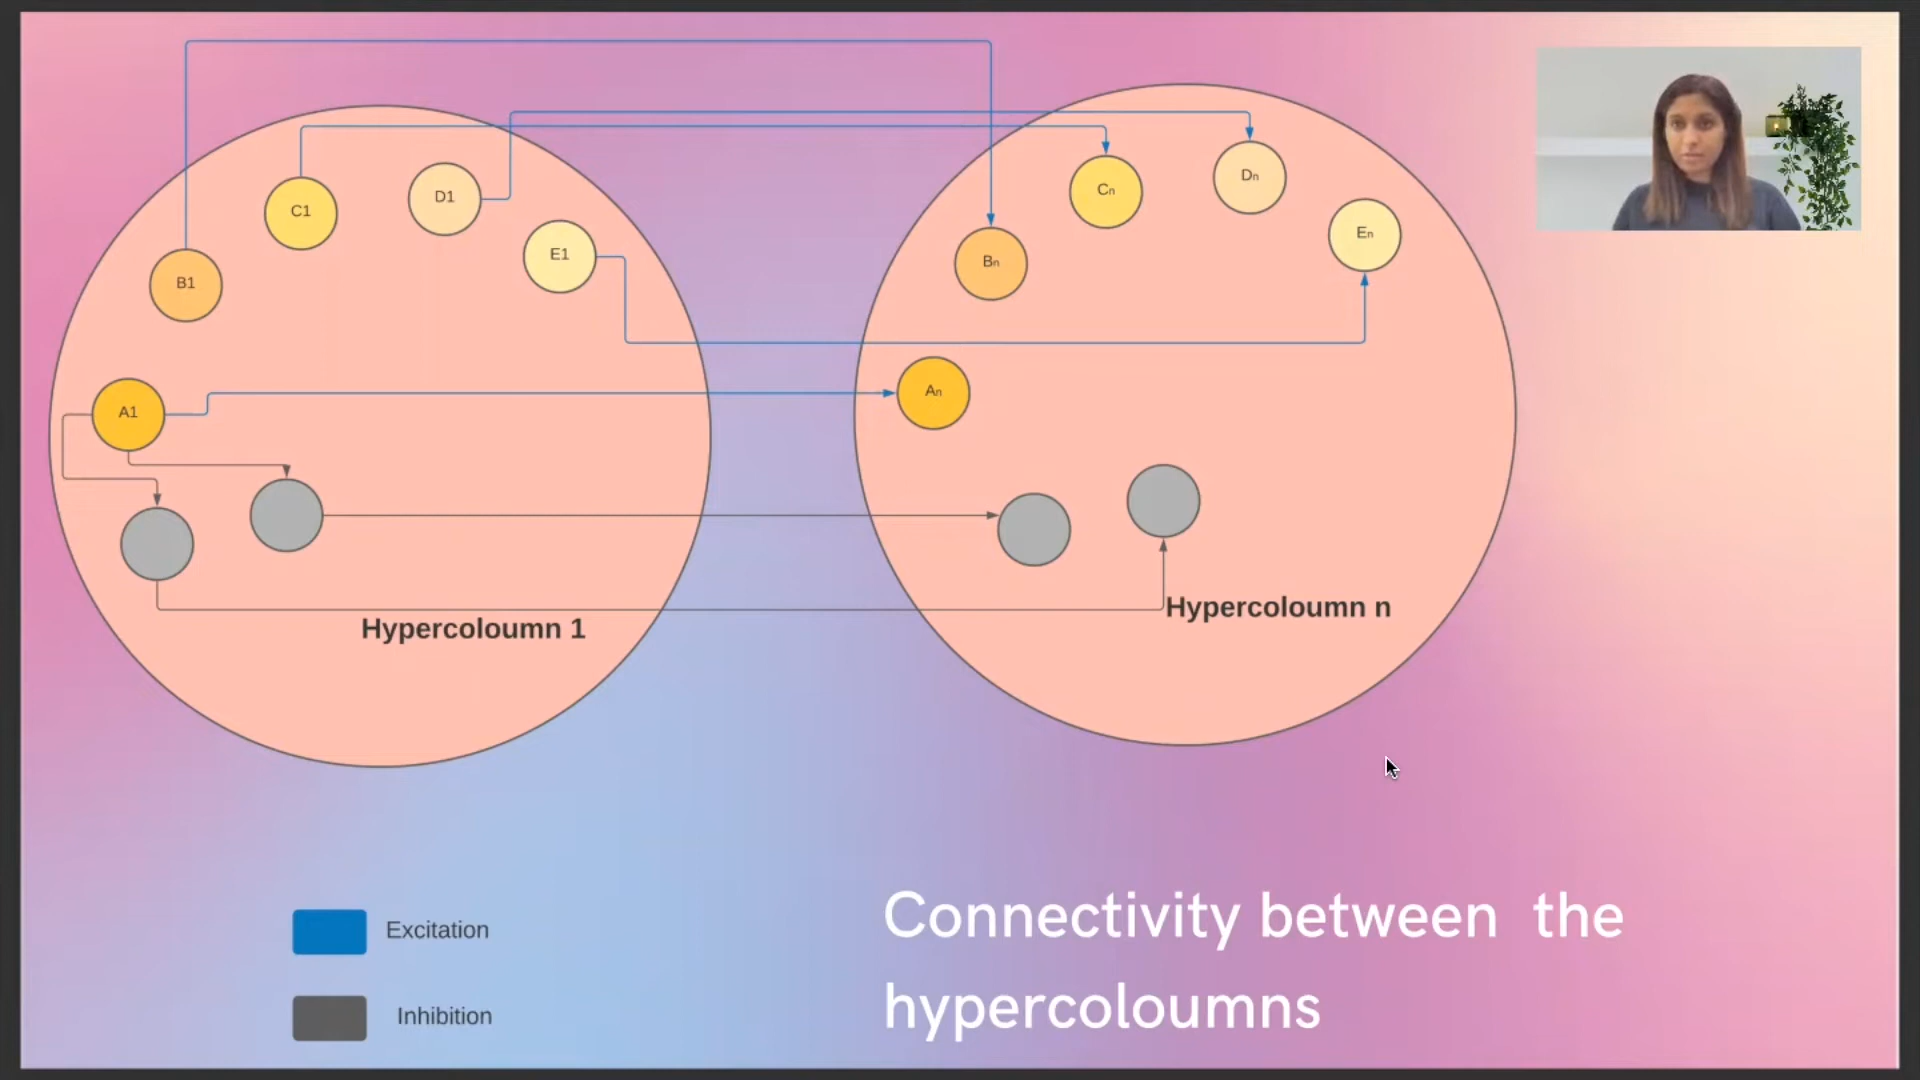 C1
D1
E1
B1
A1
Cn
Dn
En
Bn
An
Hypercoloumn 1
Hypercoloumn n
Excitation
Inhibition
Connectivity between the
hypercoloumns